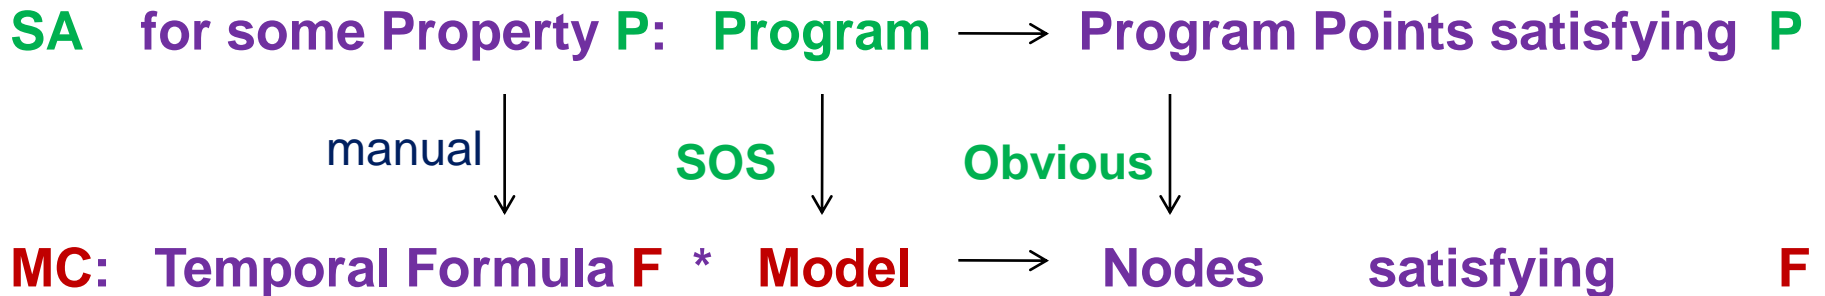 SA for some Property P: Program → Program Points satisfying P
manual SOS Obvious
MC: Temporal Formula F * Model → Nodes satisfying F